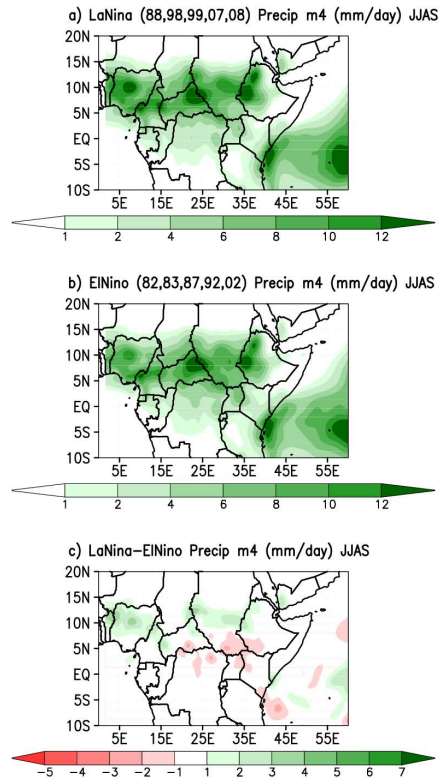 a) LaNina (88,98,99,07,08) Precip m4 (mm/day) JJAS
20N
15N
10N
5N
EQ
5S
10S
5E 15E 25E 35E 45E 55E
1 2 4 6 8 10 12
b) ElNino (82,83,87,92,02) Precip m4 (mm/day) JJAS
20N
15N
10N
5N
EQ
5S
10S
5E 15E 25E 35E 45E 55E
1 2 4 6 8 10 12
c) LaNina-ElNino Precip m4 (mm/day) JJAS
20N
15N
10N
5N
EQ
5S
10S
5E 15E 25E 35E 45E 55E
-5 -4 -3 -2 -1 1 2 3 4 5 6 7